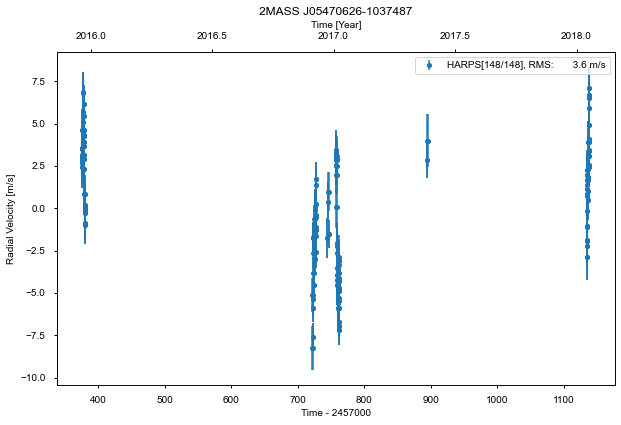 2MASS J05470626-1037487
Time [Year]
2016.0 2016.5 2017.0 2017.5 2018.0
HARPS[148/148], RMS: 3.6 m/s
Radial Velocity [m/s]
7.5
5.0
2.5
0.0
−2.5
−5.0
−7.5
−10.0
400 500 600 700 800 900 1000 1100
Time - 2457000